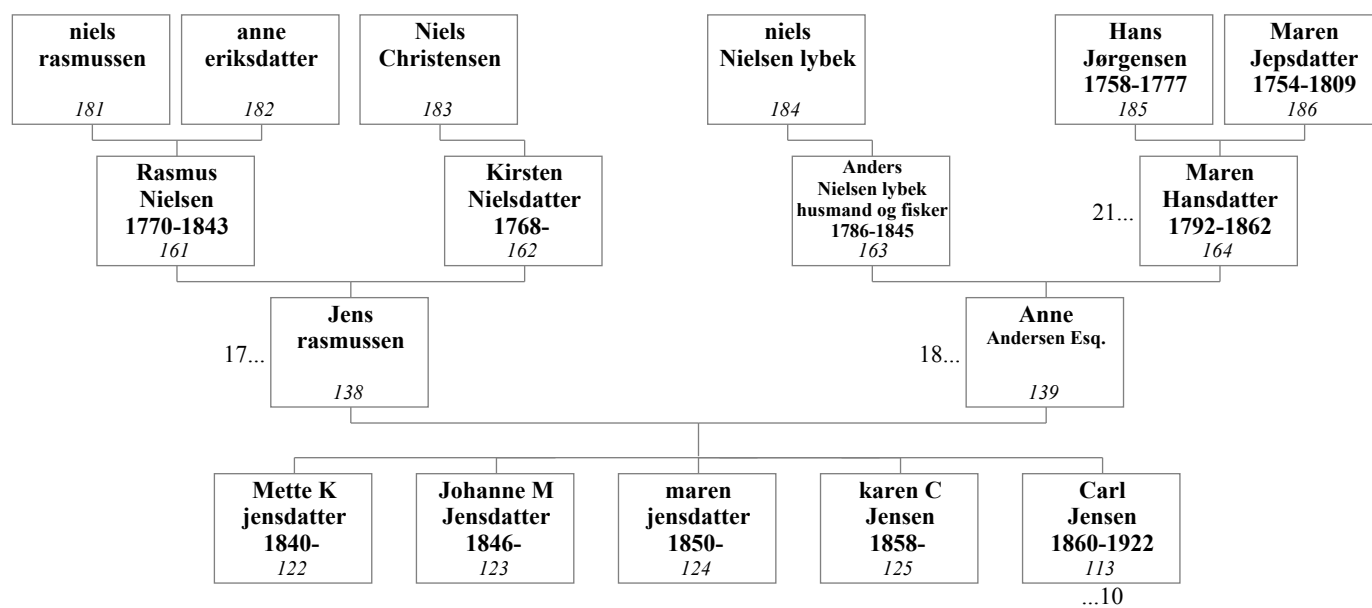 niels
rasmussen
181
anne
eriksdatter
182
Niels
Christensen
183
niels
Nielsen lybek
184
Hans
Jørgensen
1758-1777
185
Maren
Jepsdatter
1754-1809
186
Rasmus
Nielsen
1770-1843
161
Kirsten
Nielsdatter
1768-
162
Anders
Nielsen lybek
husmand og fisker
1786-1845
163
21...
Maren
Hansdatter
1792-1862
164
17...
Jens
rasmussen
138
18...
Anne
Andersen Esq.
139
Mette K
jensdatter
1840-
122
Johanne M
Jensdatter
1846-
123
maren
jensdatter
1850-
124
karen C
Jensen
1858-
125
Carl
Jensen
1860-1922
113
...10